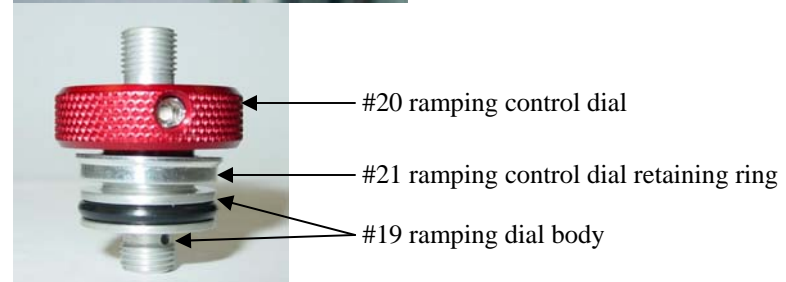 #20 ramping control dial
#21 ramping control dial retaining ring
#19 ramping dial body